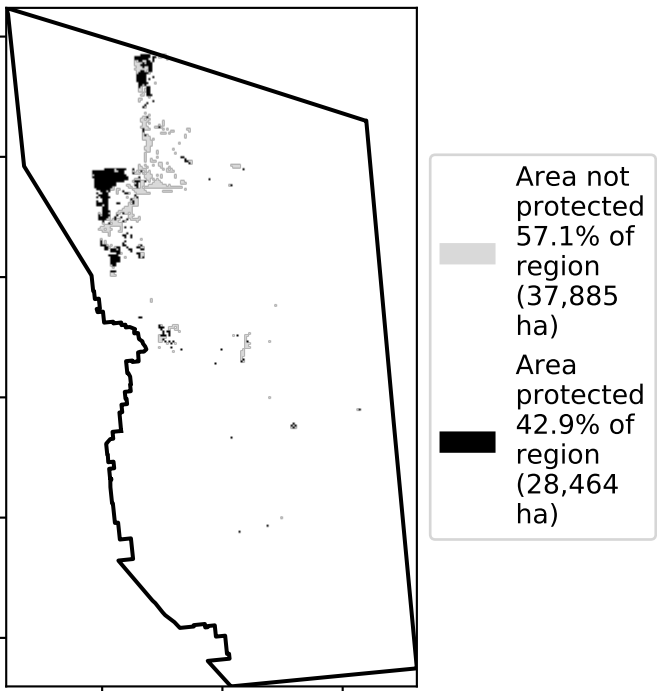 Area not
protected
57.1% of
region
(37,885
ha)
Area
protected
42.9% of
region
(28,464
ha)